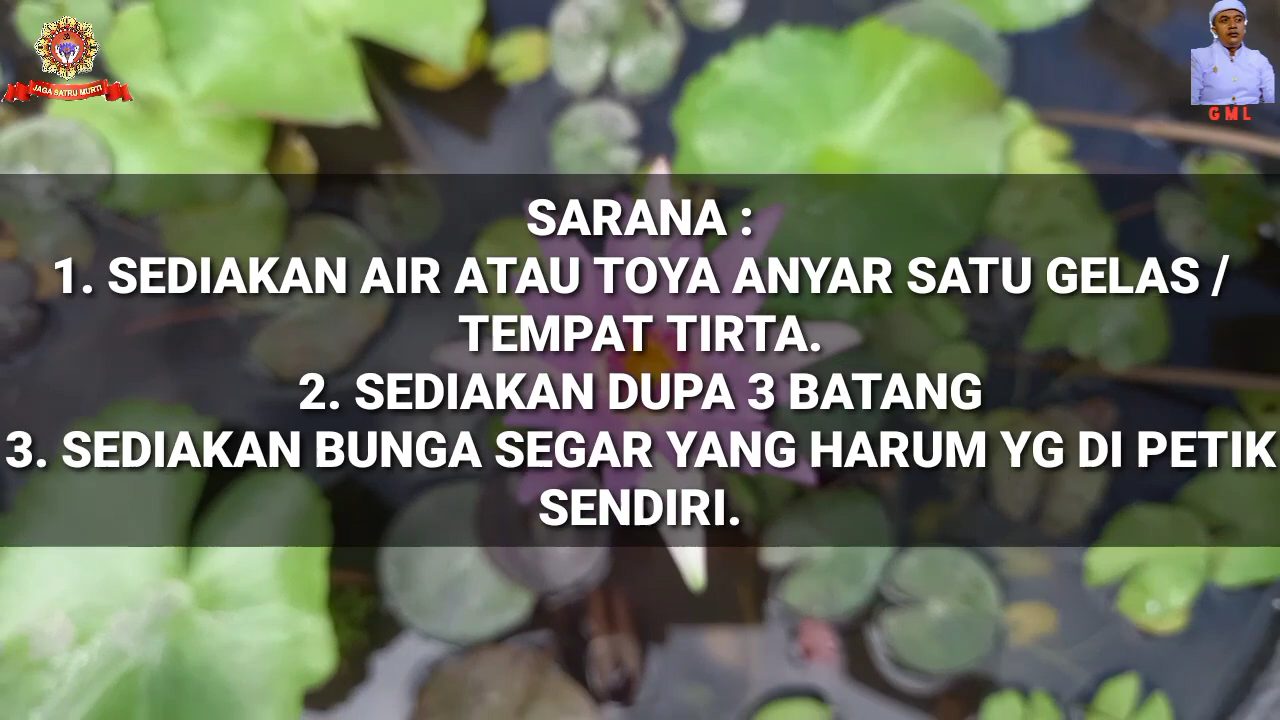 JAGA SATRU MURTI
GML
SARANA :
1. SEDIAKAN AIR ATAU TOYA ANYAR SATU GELAS /
TEMPAT TIRTA.
2. SEDIAKAN DUPA 3 BATANG
3. SEDIAKAN BUNGA SEGAR YANG HARUM YG DI PETIK
SENDIRI.